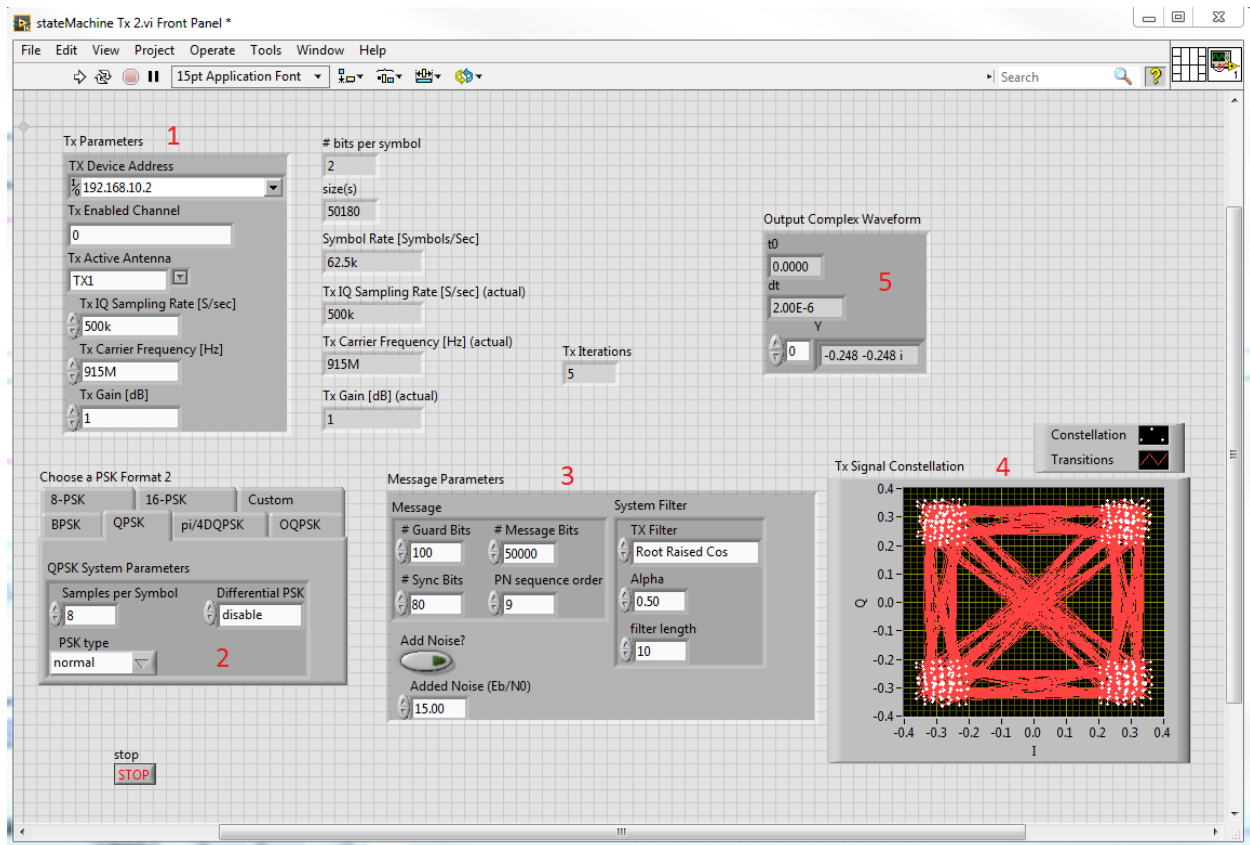 stateMachine Tx 2.vi Front Panel *
File Edit View Project Operate Tools Window Help
15pt Application Font
Search
1
Tx Parameters 1
TX Device Address
192.168.10.2
Tx Enabled Channel
0
Tx Active Antenna
TX1
Tx IQ Sampling Rate [S/sec]
500k
Tx Carrier Frequency [Hz]
915M
Tx Gain [dB]
1
# bits per symbol
2
size(s)
50180
Symbol Rate [Symbols/Sec]
62.5k
Tx IQ Sampling Rate [S/sec] (actual)
500k
Tx Carrier Frequency [Hz] (actual)
915M
Tx Gain [dB] (actual)
1
Tx Iterations
5
Output Complex Waveform
t0
0.0000
5
dt
2.00E-6
Y
0 -0.248 -0.248 i
Choose a PSK Format 2
8-PSK 16-PSK Custom
BPSK QPSK pi/4DQPSK OQPSK
QPSK System Parameters
Samples per Symbol Differential PSK
8 disable
PSK type
normal
2
Message Parameters 3
Message
# Guard Bits # Message Bits
100 50000
# Sync Bits PN sequence order
80 9
Add Noise?
Added Noise (Eb/N0)
15.00
System Filter
TX Filter
Root Raised Cos
Alpha
0.50
filter length
10
Constellation
Transitions
Tx Signal Constellation 4
0.4
0.3
0.2
0.1
Q 0.0
-0.1
-0.2
-0.3
-0.4
-0.4 -0.3 -0.2 -0.1 0.0 0.1 0.2 0.3 0.4
I
stop
STOP